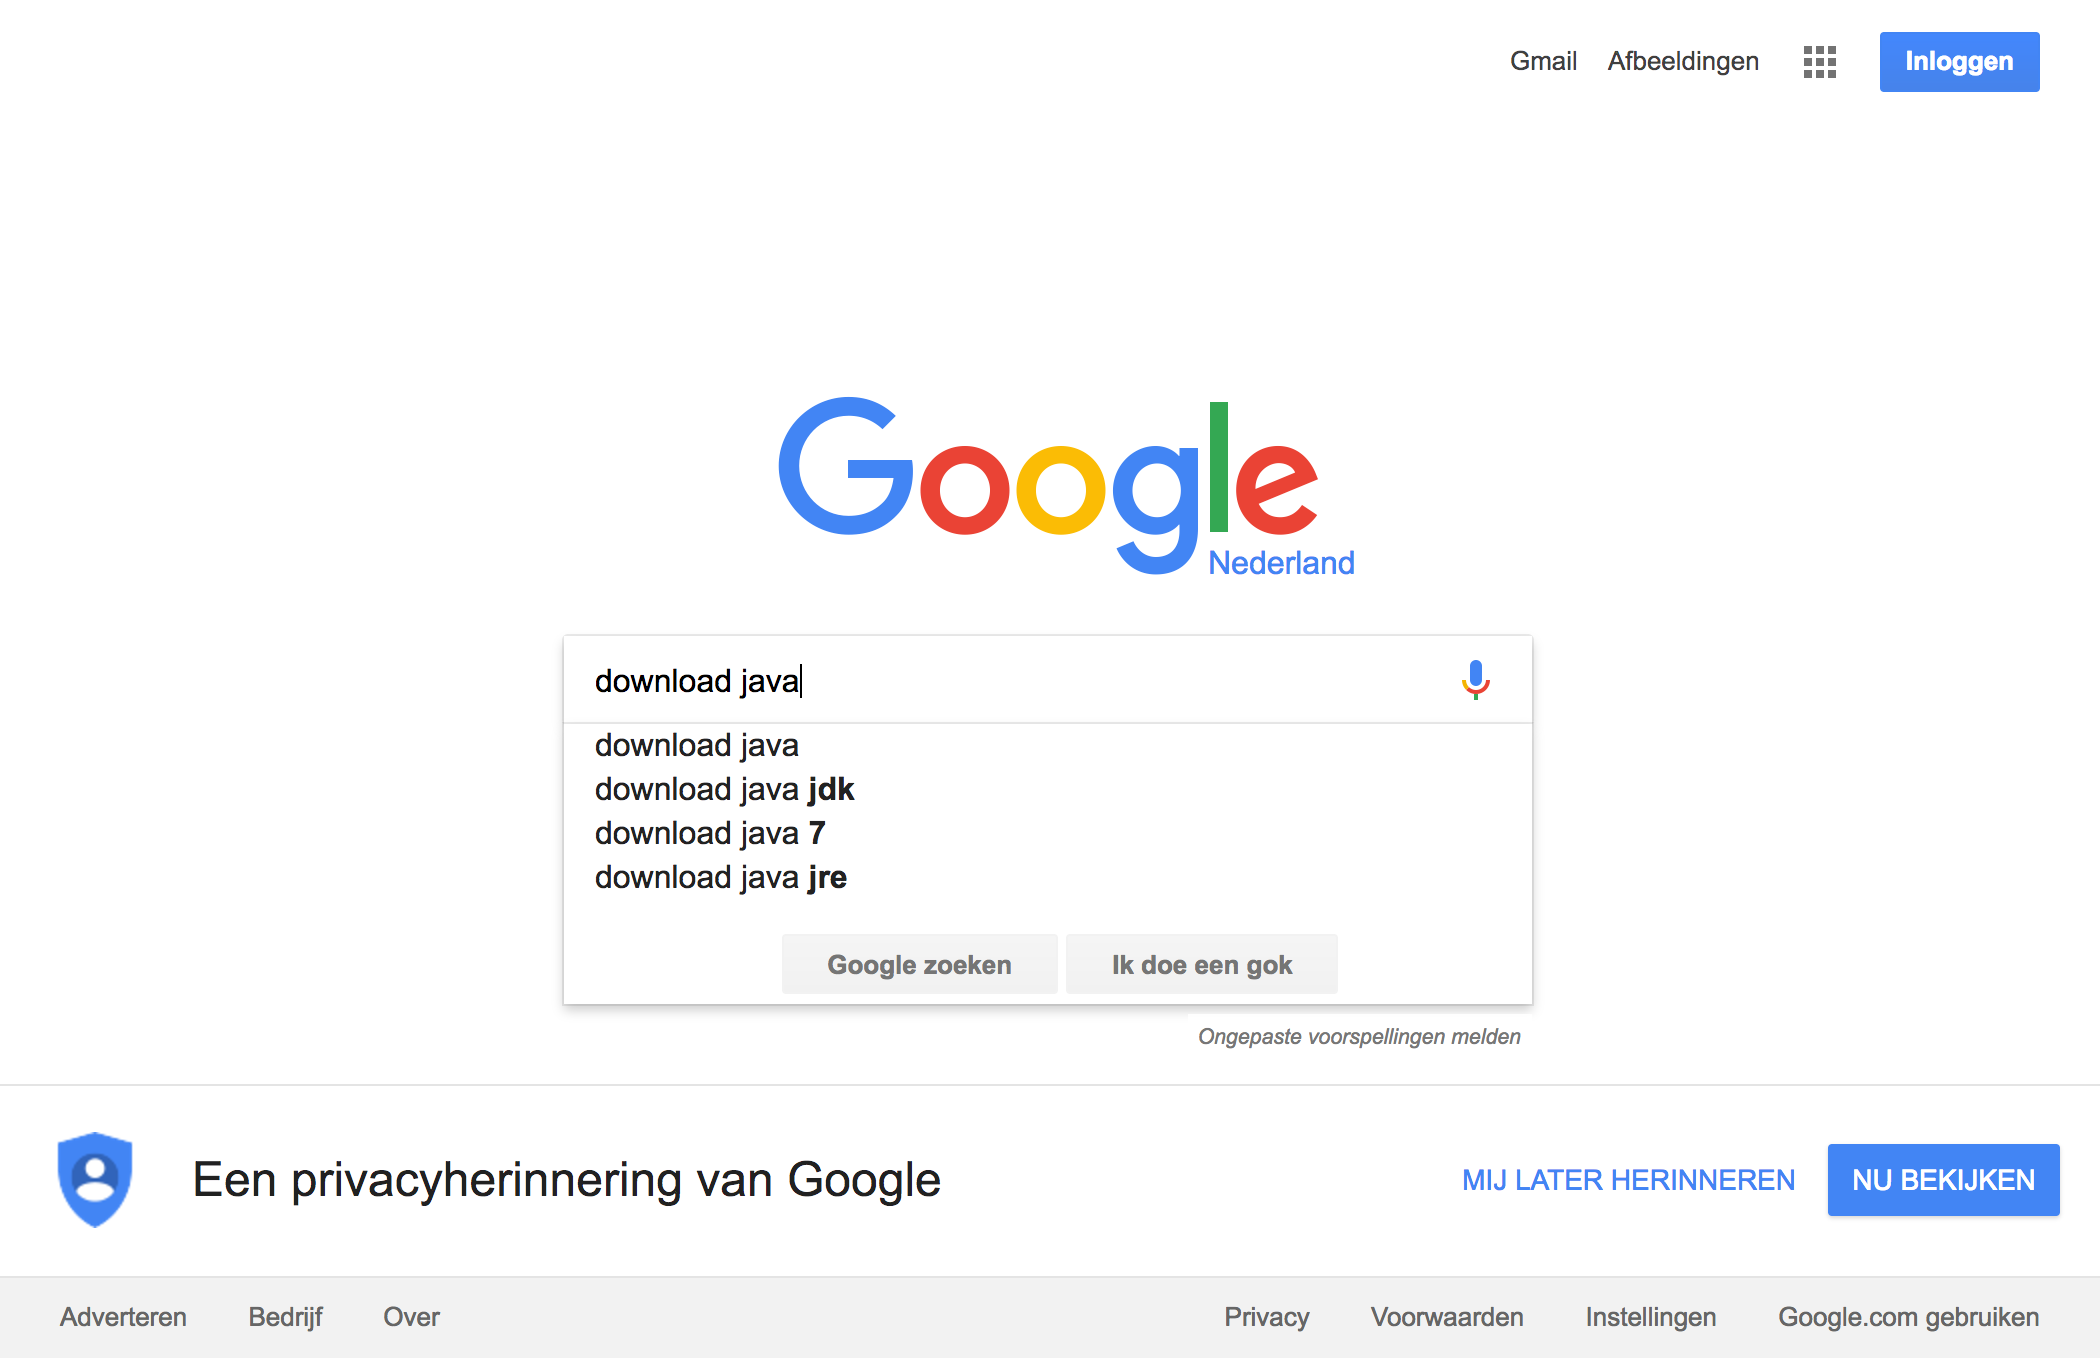 Gmail Afbeeldingen Inloggen
Google
Nederland
download java
download java
download java jdk
download java 7
download java jre
Google zoeken Ik doe een gok
Ongepaste voorspellingen melden
Een privacyherinnering van Google MIJ LATER HERINNEREN NU BEKIJKEN
Adverteren Bedrijf Over Privacy Voorwaarden Instellingen Google.com gebruiken